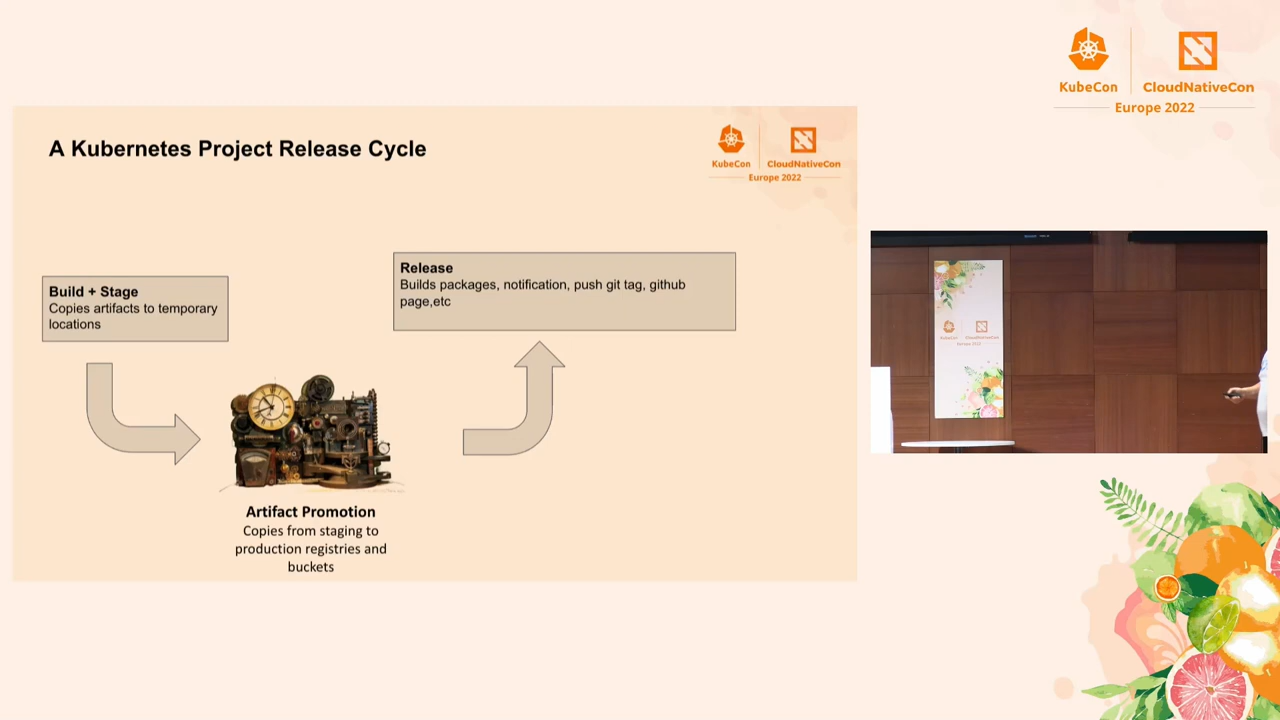 KubeCon
CloudNativeCon
Europe 2022
A Kubernetes Project Release Cycle
KubeCon
CloudNativeCon
Europe 2022
Build + Stage
Copies artifacts to temporary
locations
Release
Builds packages, notification, push git tag, github
page,etc
Artifact Promotion
Copies from staging to
production registries and
buckets